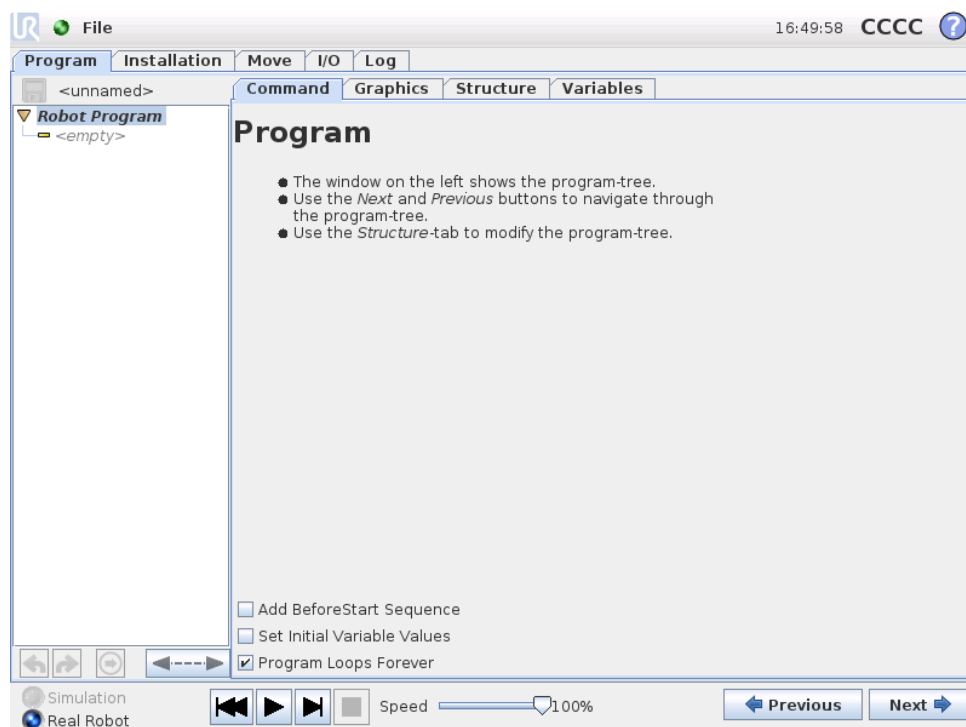 UR File 16:49:58 CCCC ?
Program Installation Move I/O Log
<unnamed> Command Graphics Structure Variables
Robot Program
<empty>
Program
The window on the left shows the program-tree.
Use the Next and Previous buttons to navigate through
the program-tree.
Use the Structure-tab to modify the program-tree.
Add BeforeStart Sequence
Set Initial Variable Values
Program Loops Forever
Simulation
Real Robot
Speed 100%
Previous Next